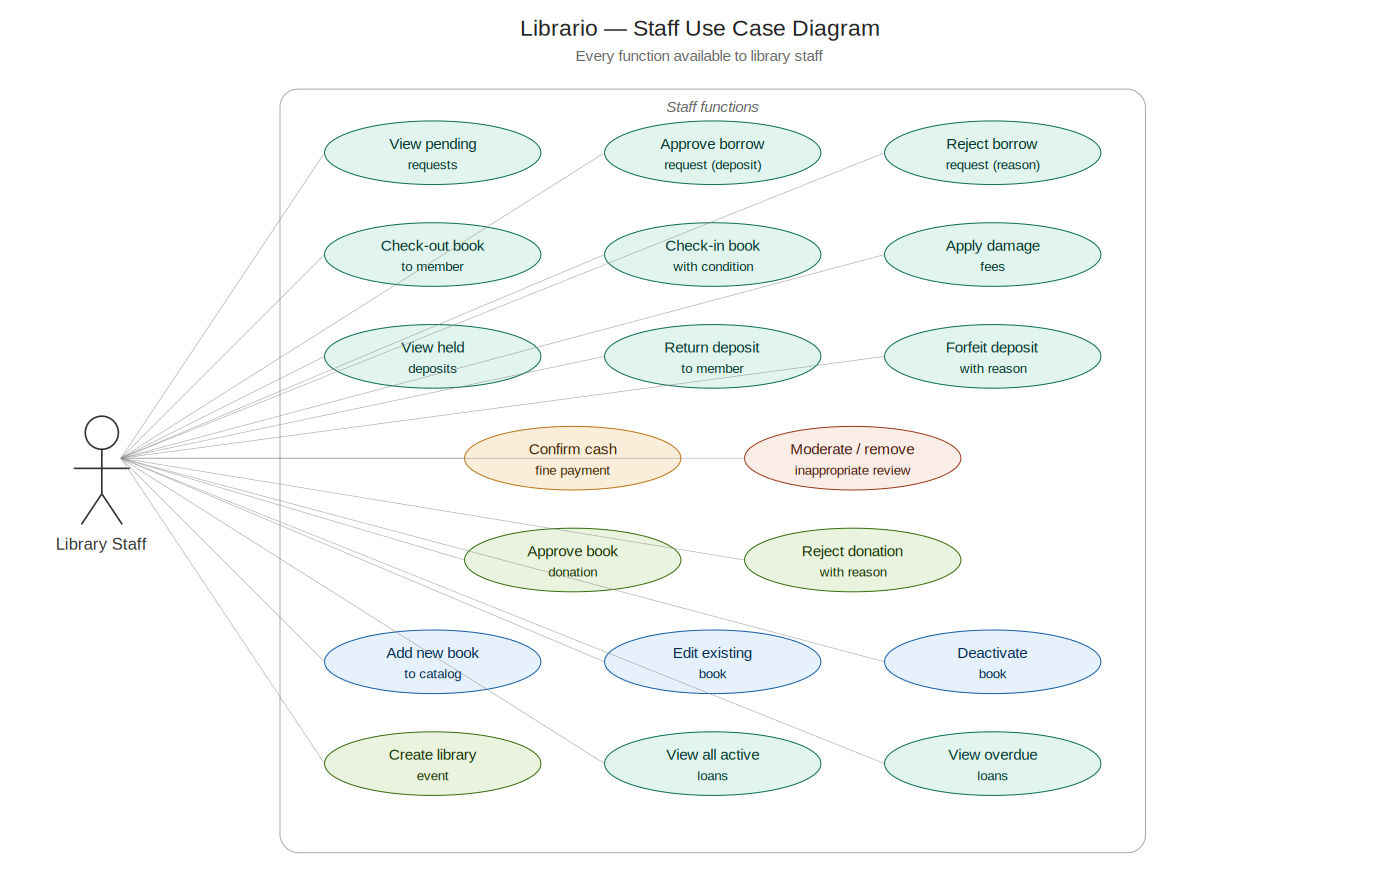 Librario — Staff Use Case Diagram
Every function available to library staff
Staff functions
View pending
requests
Approve borrow
request (deposit)
Reject borrow
request (reason)
Check-out book
to member
Check-in book
with condition
Apply damage
fees
View held
deposits
Return deposit
to member
Forfeit deposit
with reason
Confirm cash
fine payment
Moderate / remove
inappropriate review
Library Staff
Approve book
donation
Reject donation
with reason
Add new book
to catalog
Edit existing
book
Deactivate
book
Create library
event
View all active
loans
View overdue
loans